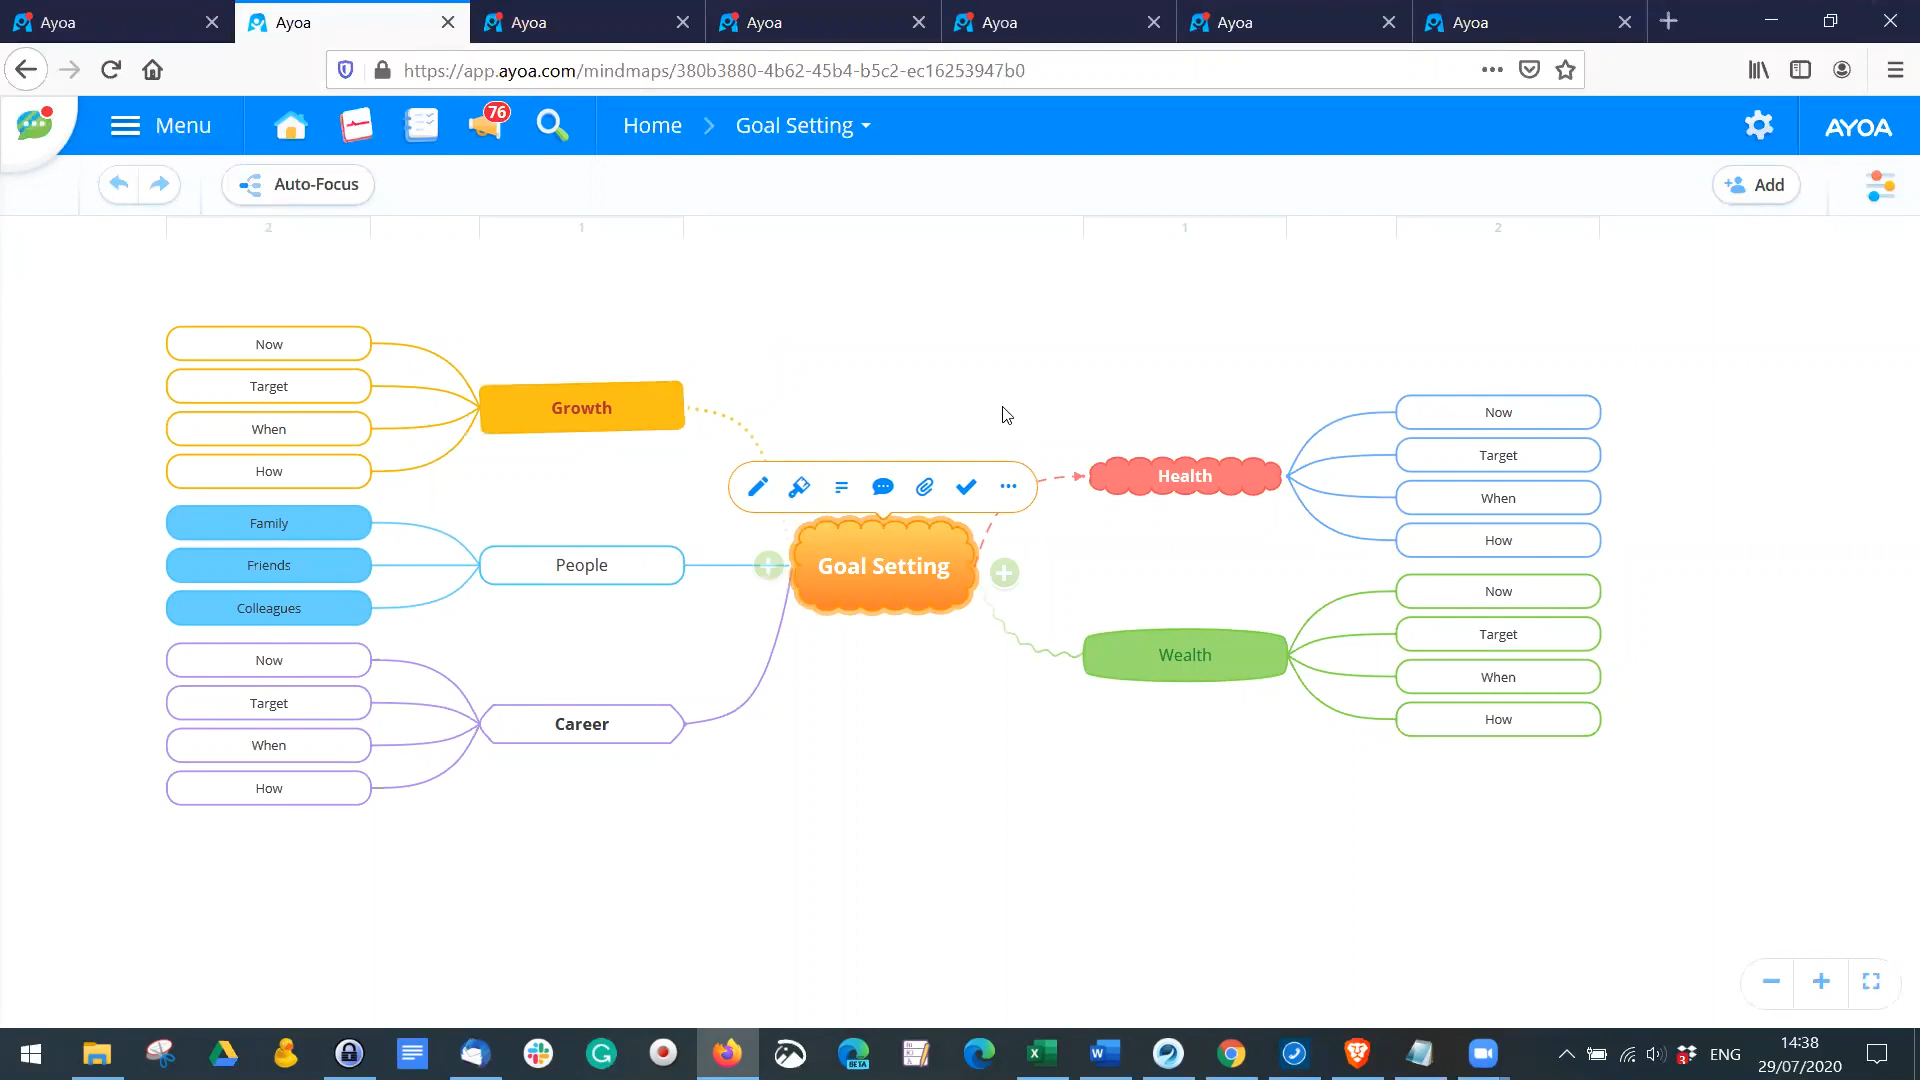 Ayoa
Ayoa
Ayoa
Ayoa
Ayoa
Ayoa
Ayoa
https://app.ayoa.com/mindmaps/380b3880-4b62-45b4-b5c2-ec16253947b0
Menu
76
Home
Goal Setting
AYOA
Auto-Focus
Add
2
1
1
2
Now
Target
When
How
Growth
Family
Friends
Colleagues
People
Now
Target
When
How
Career
Goal Setting
Health
Now
Target
When
How
Wealth
Now
Target
When
How
BETA
3
ENG
14:38
29/07/2020